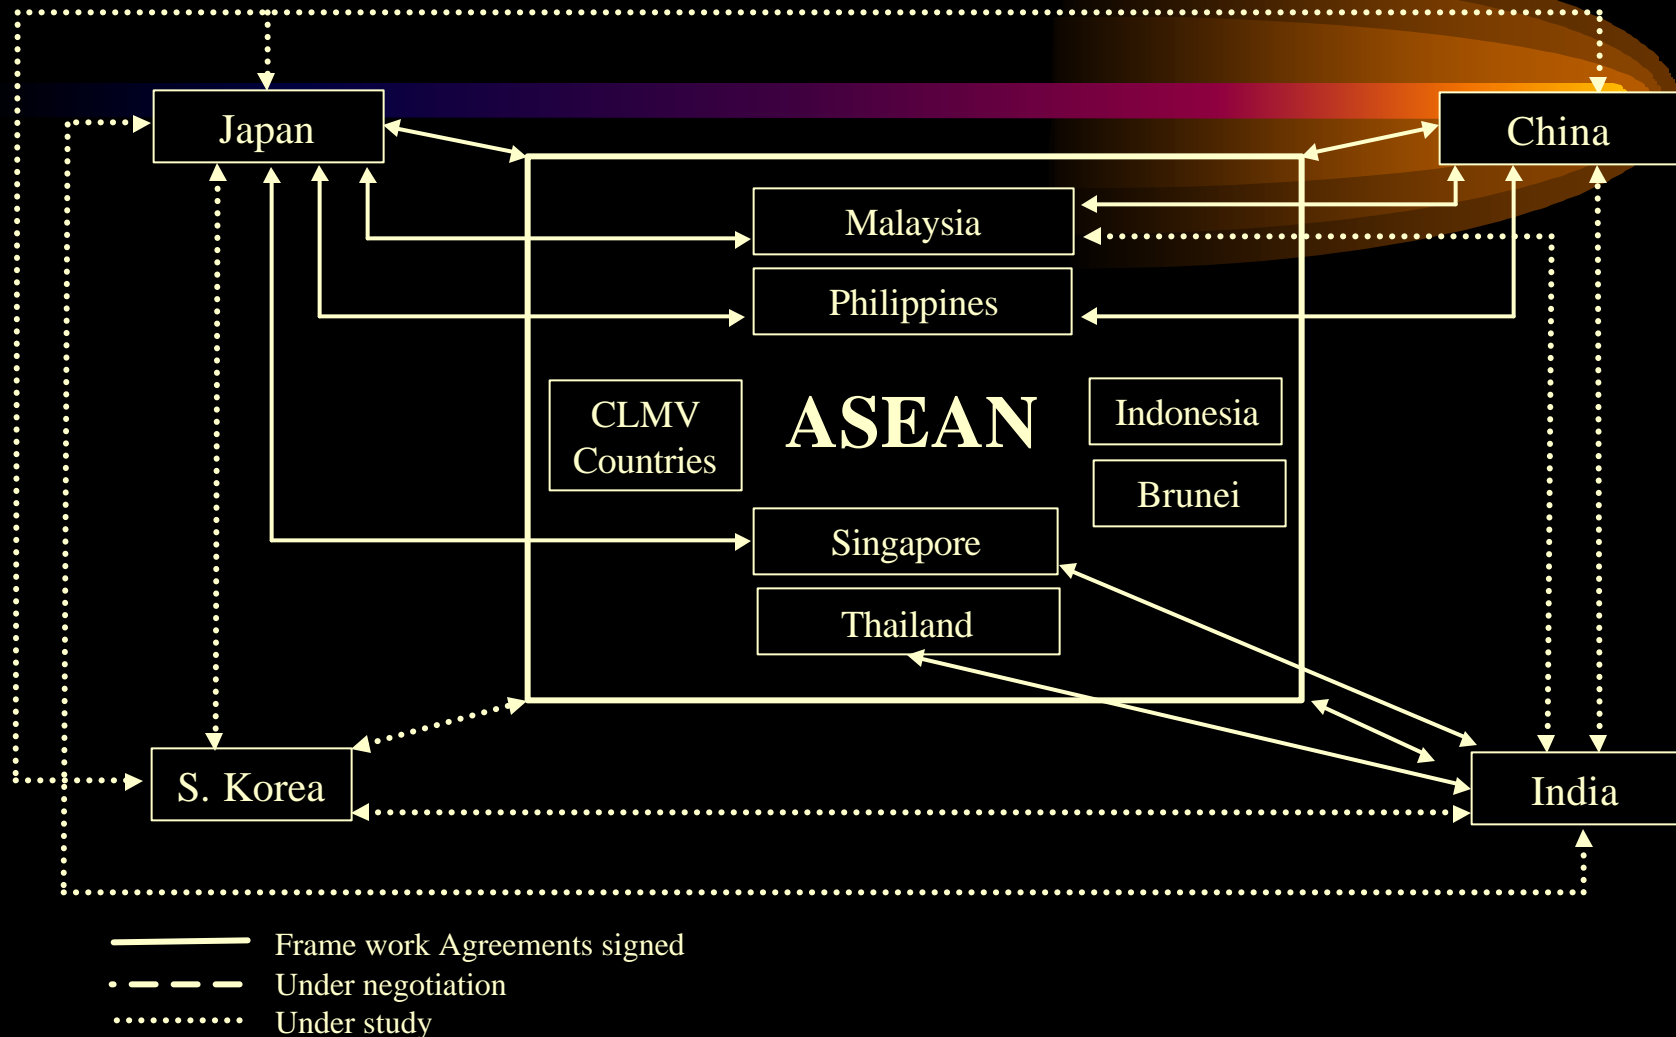 Japan
China
Malaysia
Philippines
CLMV
Countries
ASEAN
Indonesia
Brunei
Singapore
Thailand
S. Korea
India
Frame work Agreements signed
Under negotiation
Under study